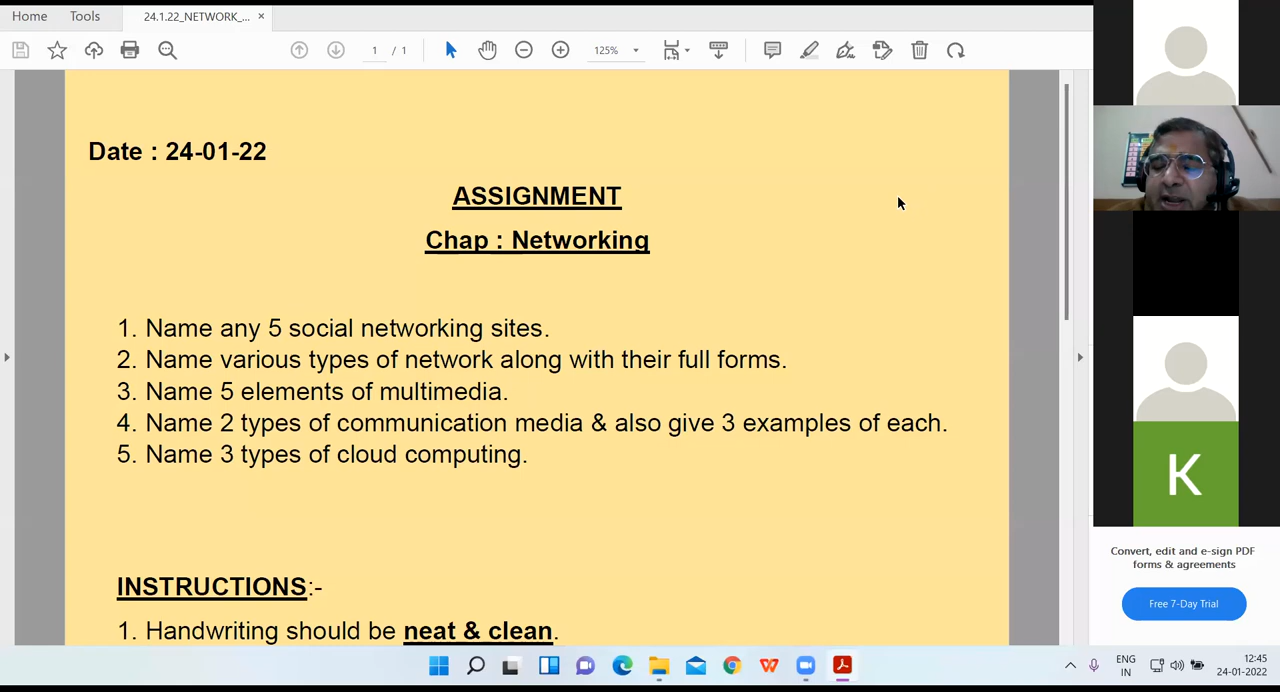 Home Tools 24.1.22_NETWORK_... ×
1 / 1 125%
Date : 24-01-22
ASSIGNMENT
Chap : Networking
1. Name any 5 social networking sites.
2. Name various types of network along with their full forms.
3. Name 5 elements of multimedia.
4. Name 2 types of communication media & also give 3 examples of each.
5. Name 3 types of cloud computing.
INSTRUCTIONS:-
1. Handwriting should be neat & clean.
K
Convert, edit and e-sign PDF
forms & agreements
Free 7-Day Trial
ENG
IN
12:45
24-01-2022